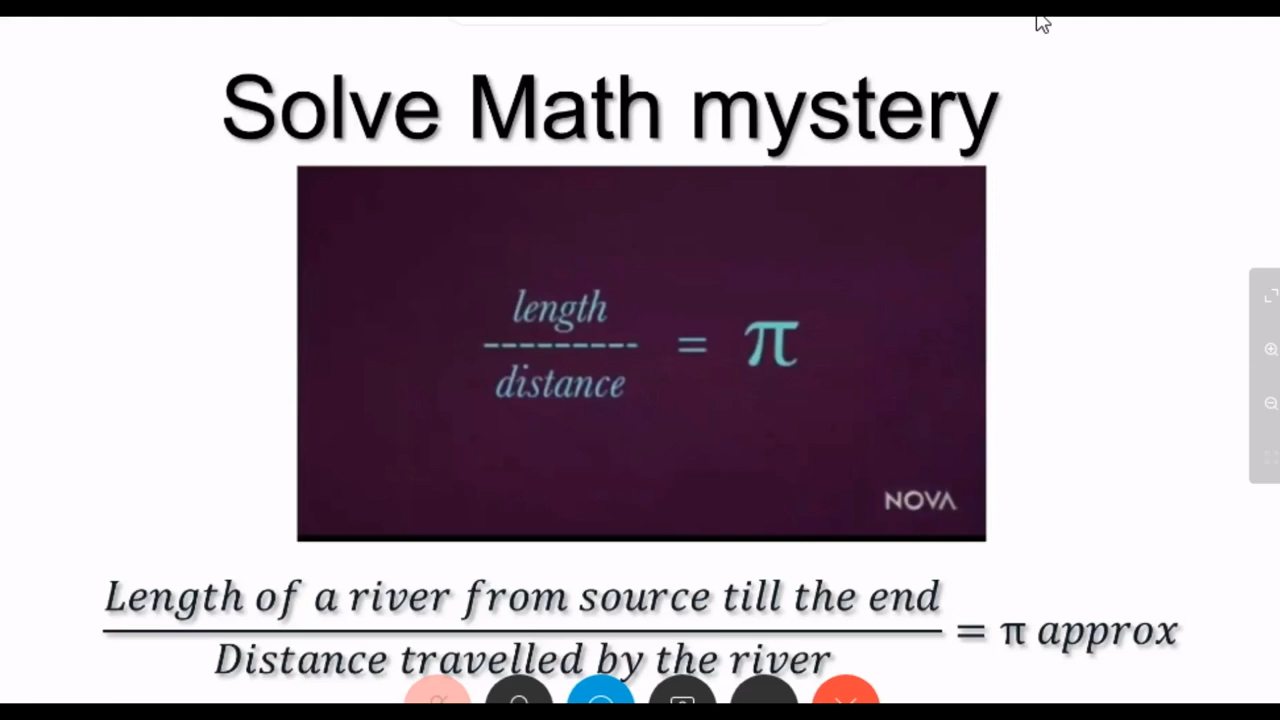 Solve Math mystery
length
---------- = π
distance
NOVA
Length of a river from source till the end
= π approx
Distance travelled by the river